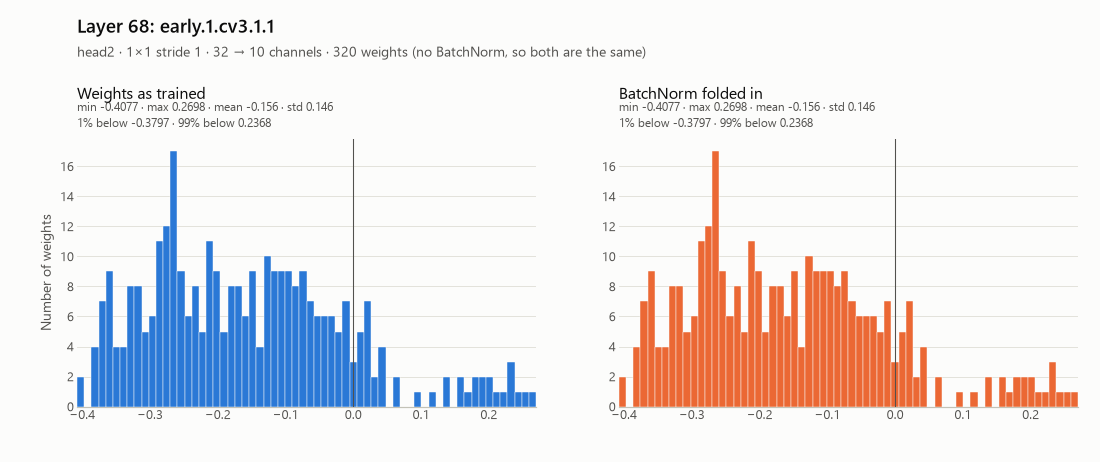 Layer 68: early.1.cv3.1.1
head2 · 1×1 stride 1 · 32 → 10 channels · 320 weights (no BatchNorm, so both are the same)
Weights as trained
min -0.4077 · max 0.2698 · mean -0.156 · std 0.146
1% below -0.3797 · 99% below 0.2368
BatchNorm folded in
min -0.4077 · max 0.2698 · mean -0.156 · std 0.146
1% below -0.3797 · 99% below 0.2368
Number of weights
16
14
12
10
8
6
4
2
0
−0.4 −0.3 −0.2 −0.1 0.0 0.1 0.2
16
14
12
10
8
6
4
2
0
−0.4 −0.3 −0.2 −0.1 0.0 0.1 0.2